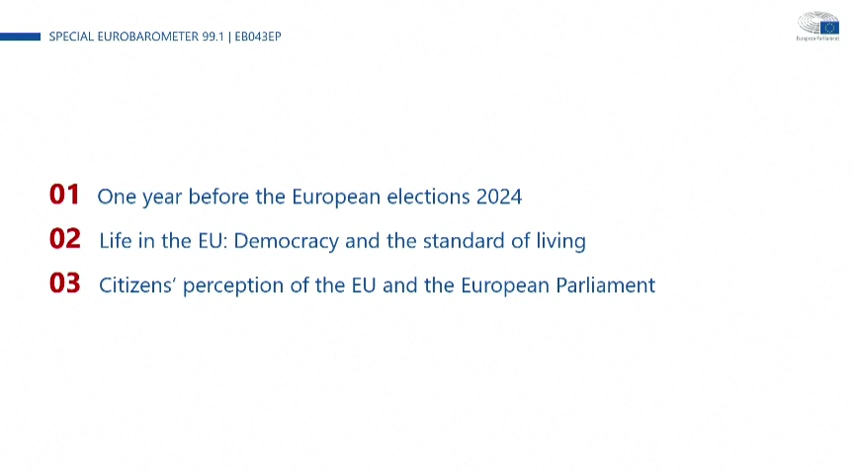 SPECIAL EUROBAROMETER 99.1 | EB043EP
European Parliament
01 One year before the European elections 2024
02 Life in the EU: Democracy and the standard of living
03 Citizens‘ perception of the EU and the European Parliament